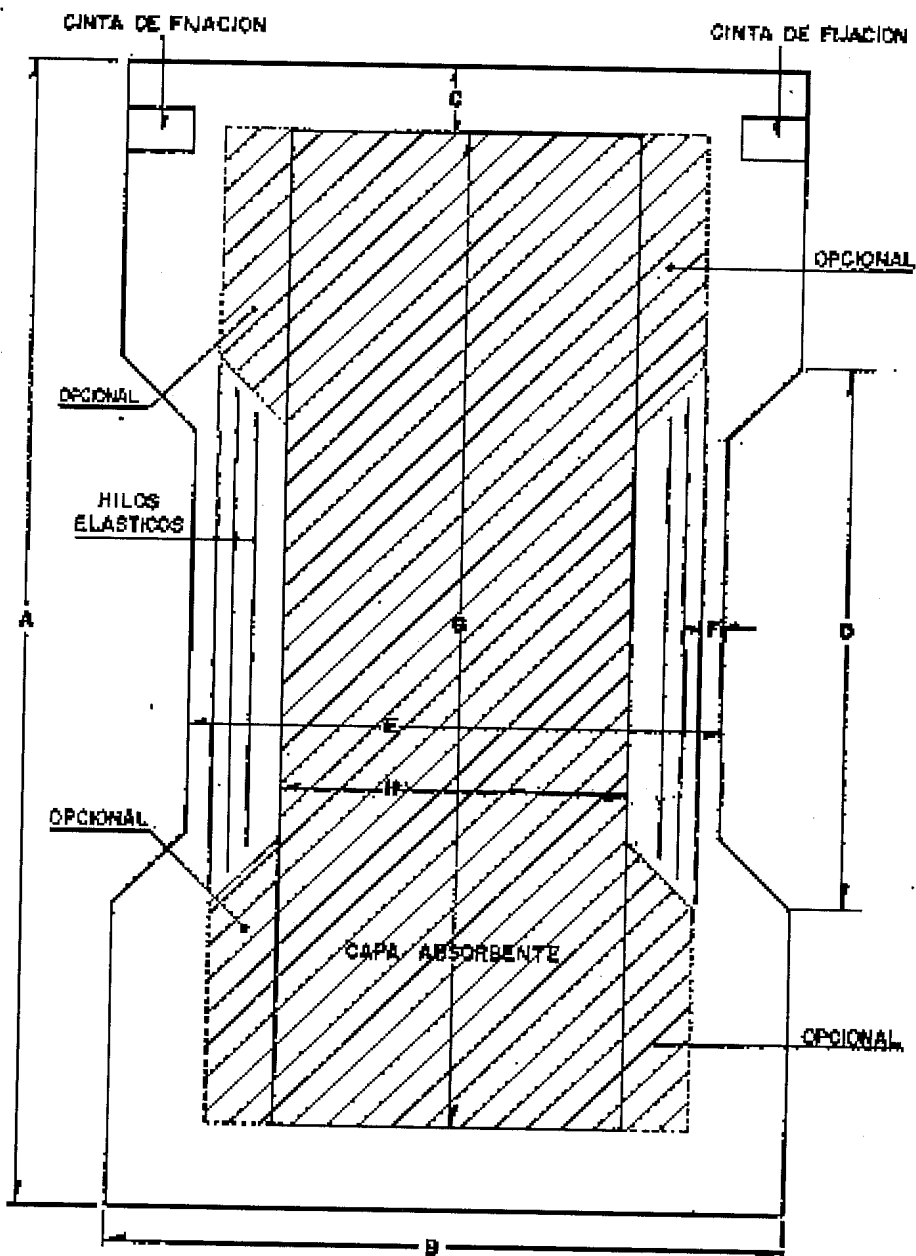 CINTA DE FIJACION
CINTA DE FIJACION
C
OPCIONAL
OPCIONAL
HILOS
ELASTICOS
A
G
F
D
E
H
OPCIONAL
CAPA ABSORBENTE
OPCIONAL
B